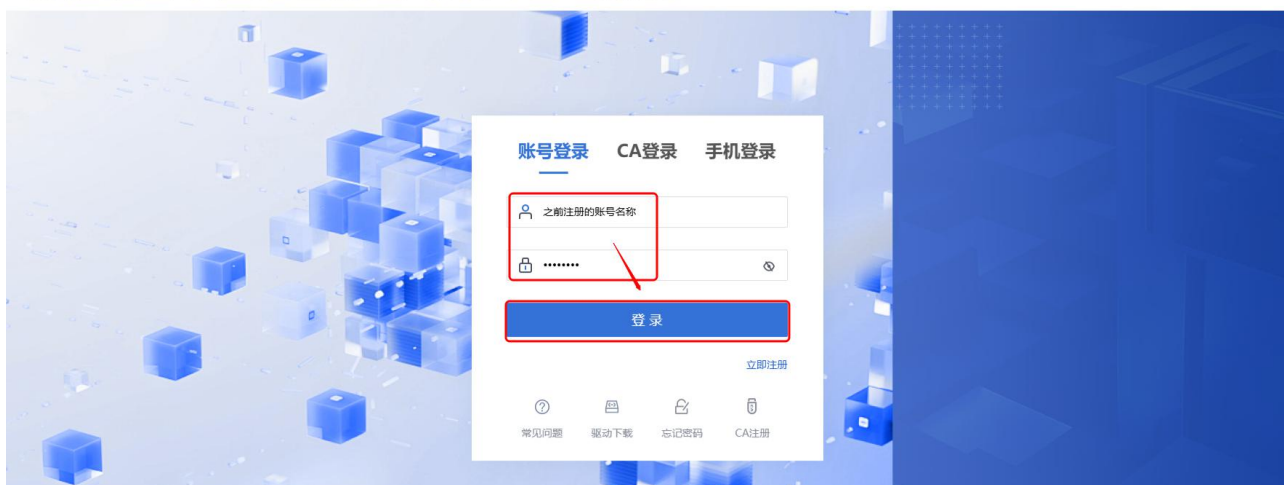 账号登录 CA登录 手机登录
之前注册的账号名称
••••••••
登 录
立即注册
常见问题 驱动下载 忘记密码 CA注册